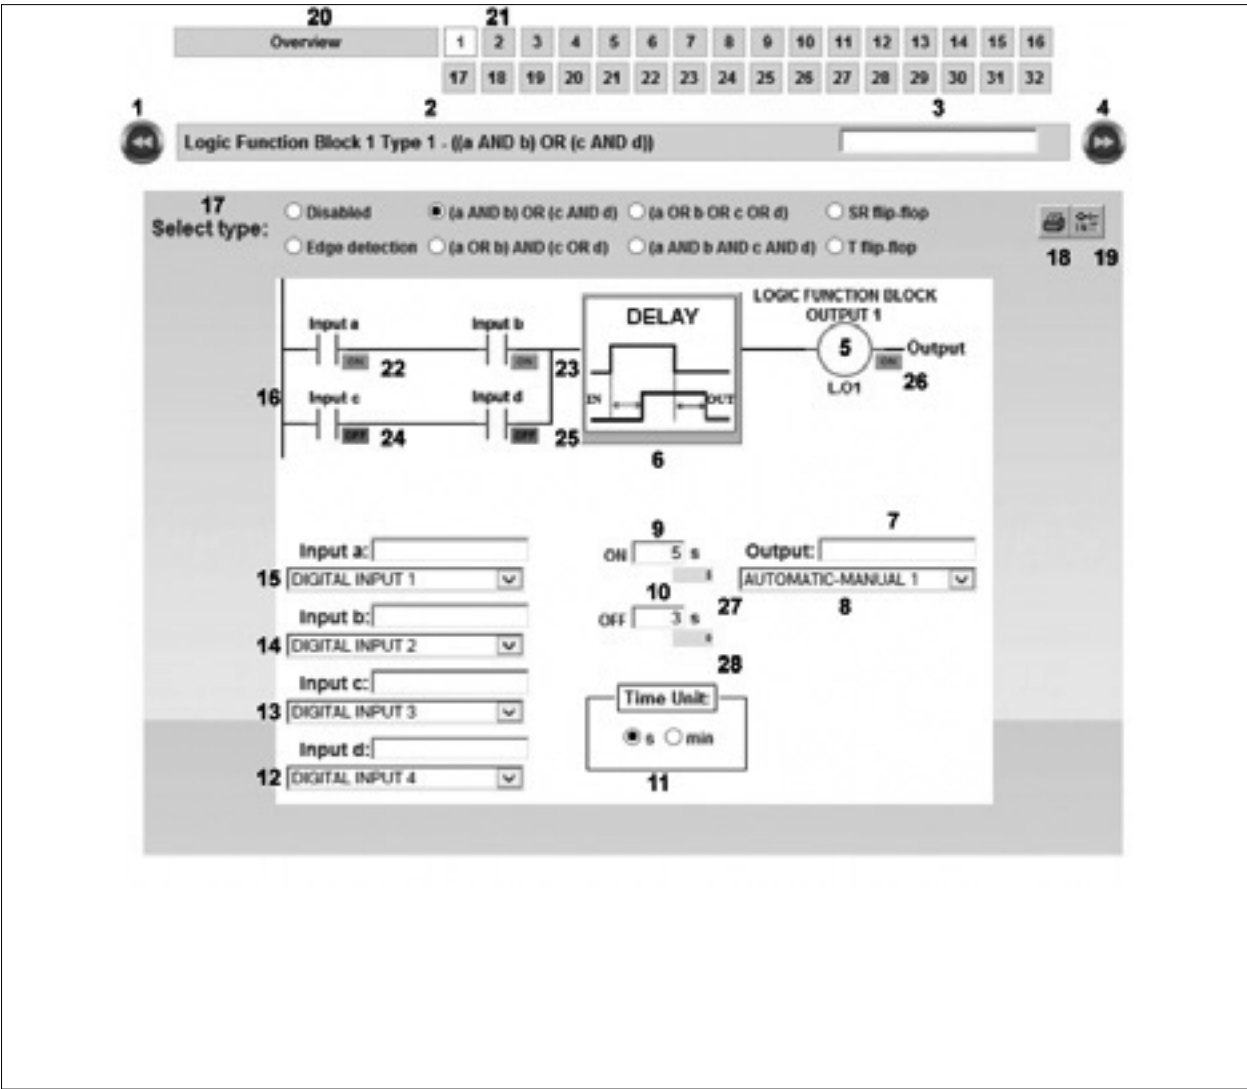 20 21
Overview 1 2 3 4 5 6 7 8 9 10 11 12 13 14 15 16
17 18 19 20 21 22 23 24 25 26 27 28 29 30 31 32
1 2 3 4
Logic Function Block 1 Type 1 - ((a AND b) OR (c AND d))
17
Select type:
Disabled (a AND b) OR (c AND d) (a OR b OR c OR d) SR flip-flop
Edge detection (a OR b) AND (c OR d) (a AND b AND c AND d) T flip-flop
18 19
LOGIC FUNCTION BLOCK
OUTPUT 1
DELAY
Input a Input b
ON 22 ON 23 5 Output
ON 26
L.O1
16 Input c Input d IN OUT
OFF 24 OFF 25
6
9 7
Input a: ON 5 s Output:
15 DIGITAL INPUT 1 AUTOMATIC-MANUAL 1
10 27 8
Input b: OFF 3 s
14 DIGITAL INPUT 2
28
Input c: Time Unit:
13 DIGITAL INPUT 3
s min
Input d:
12 DIGITAL INPUT 4 11